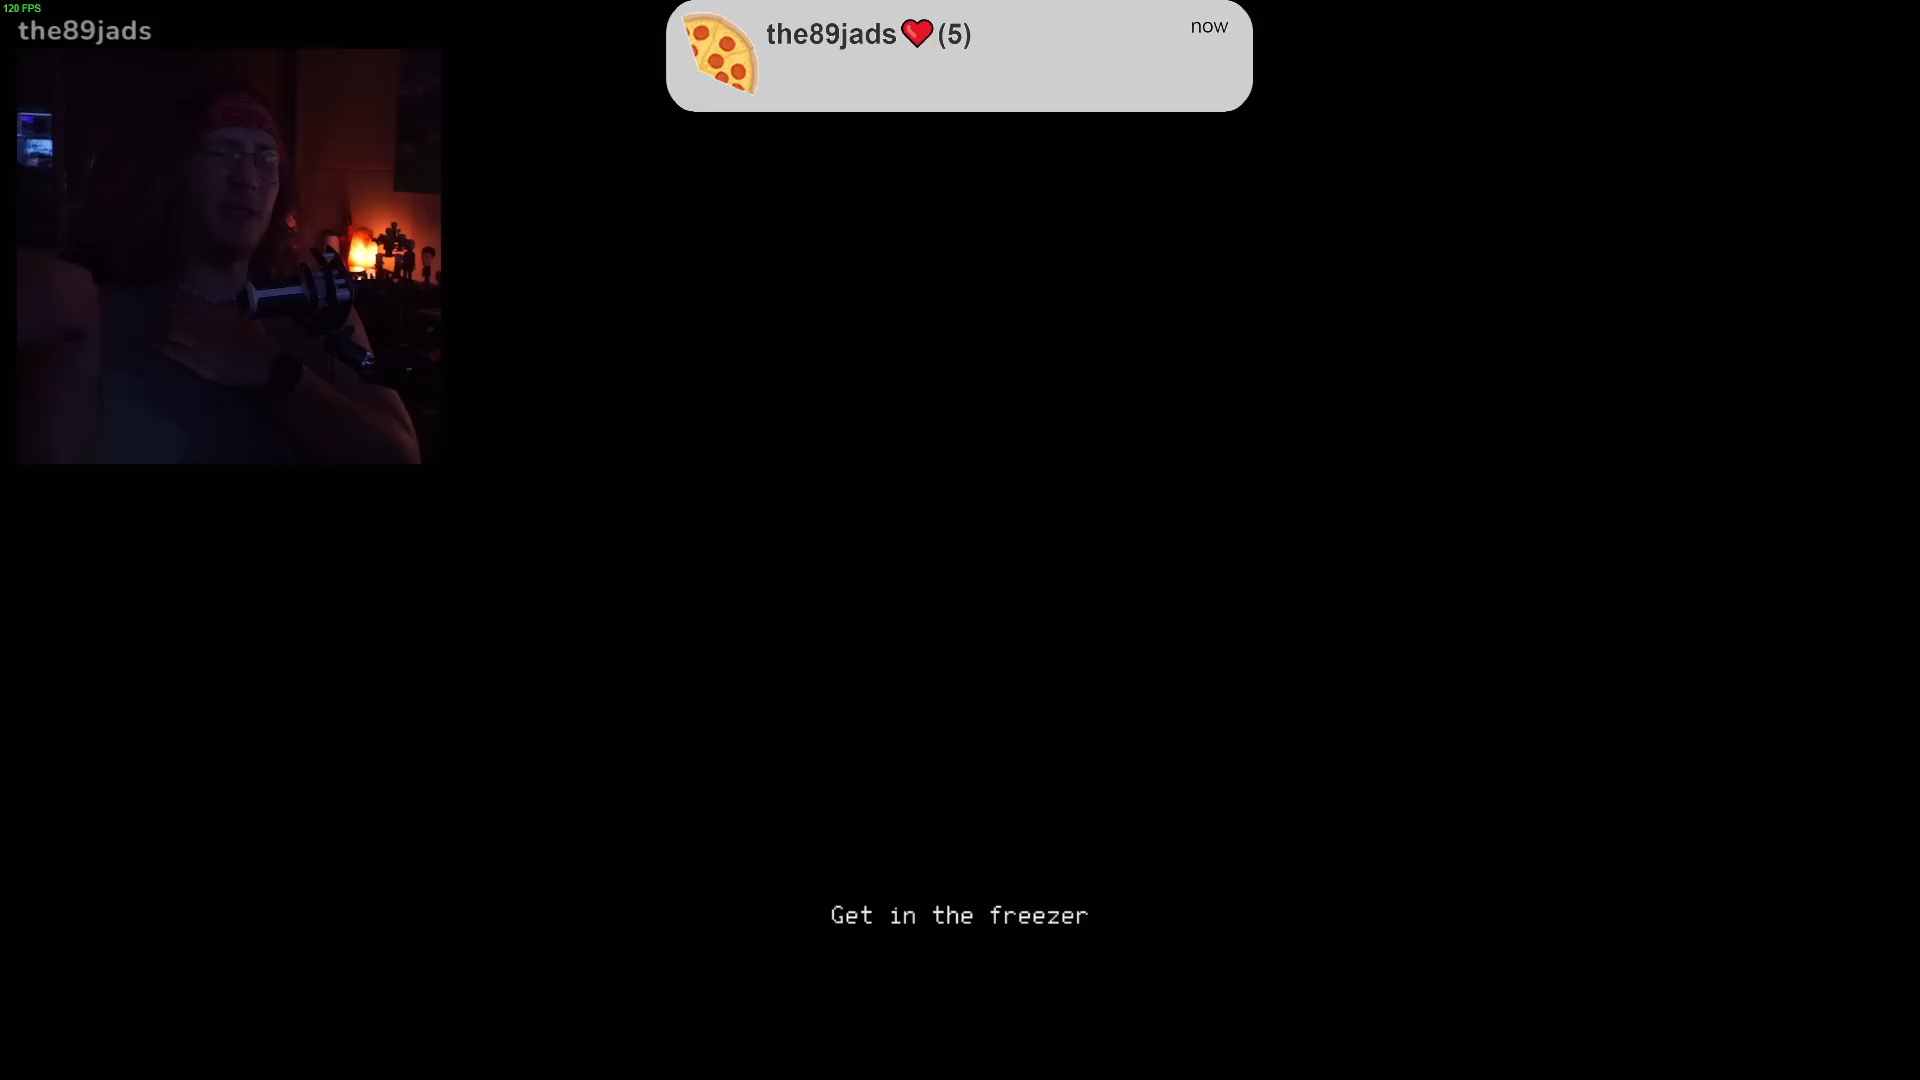 120 FPS
the89jads
the89jads❤️(5)
now
Get in the freezer